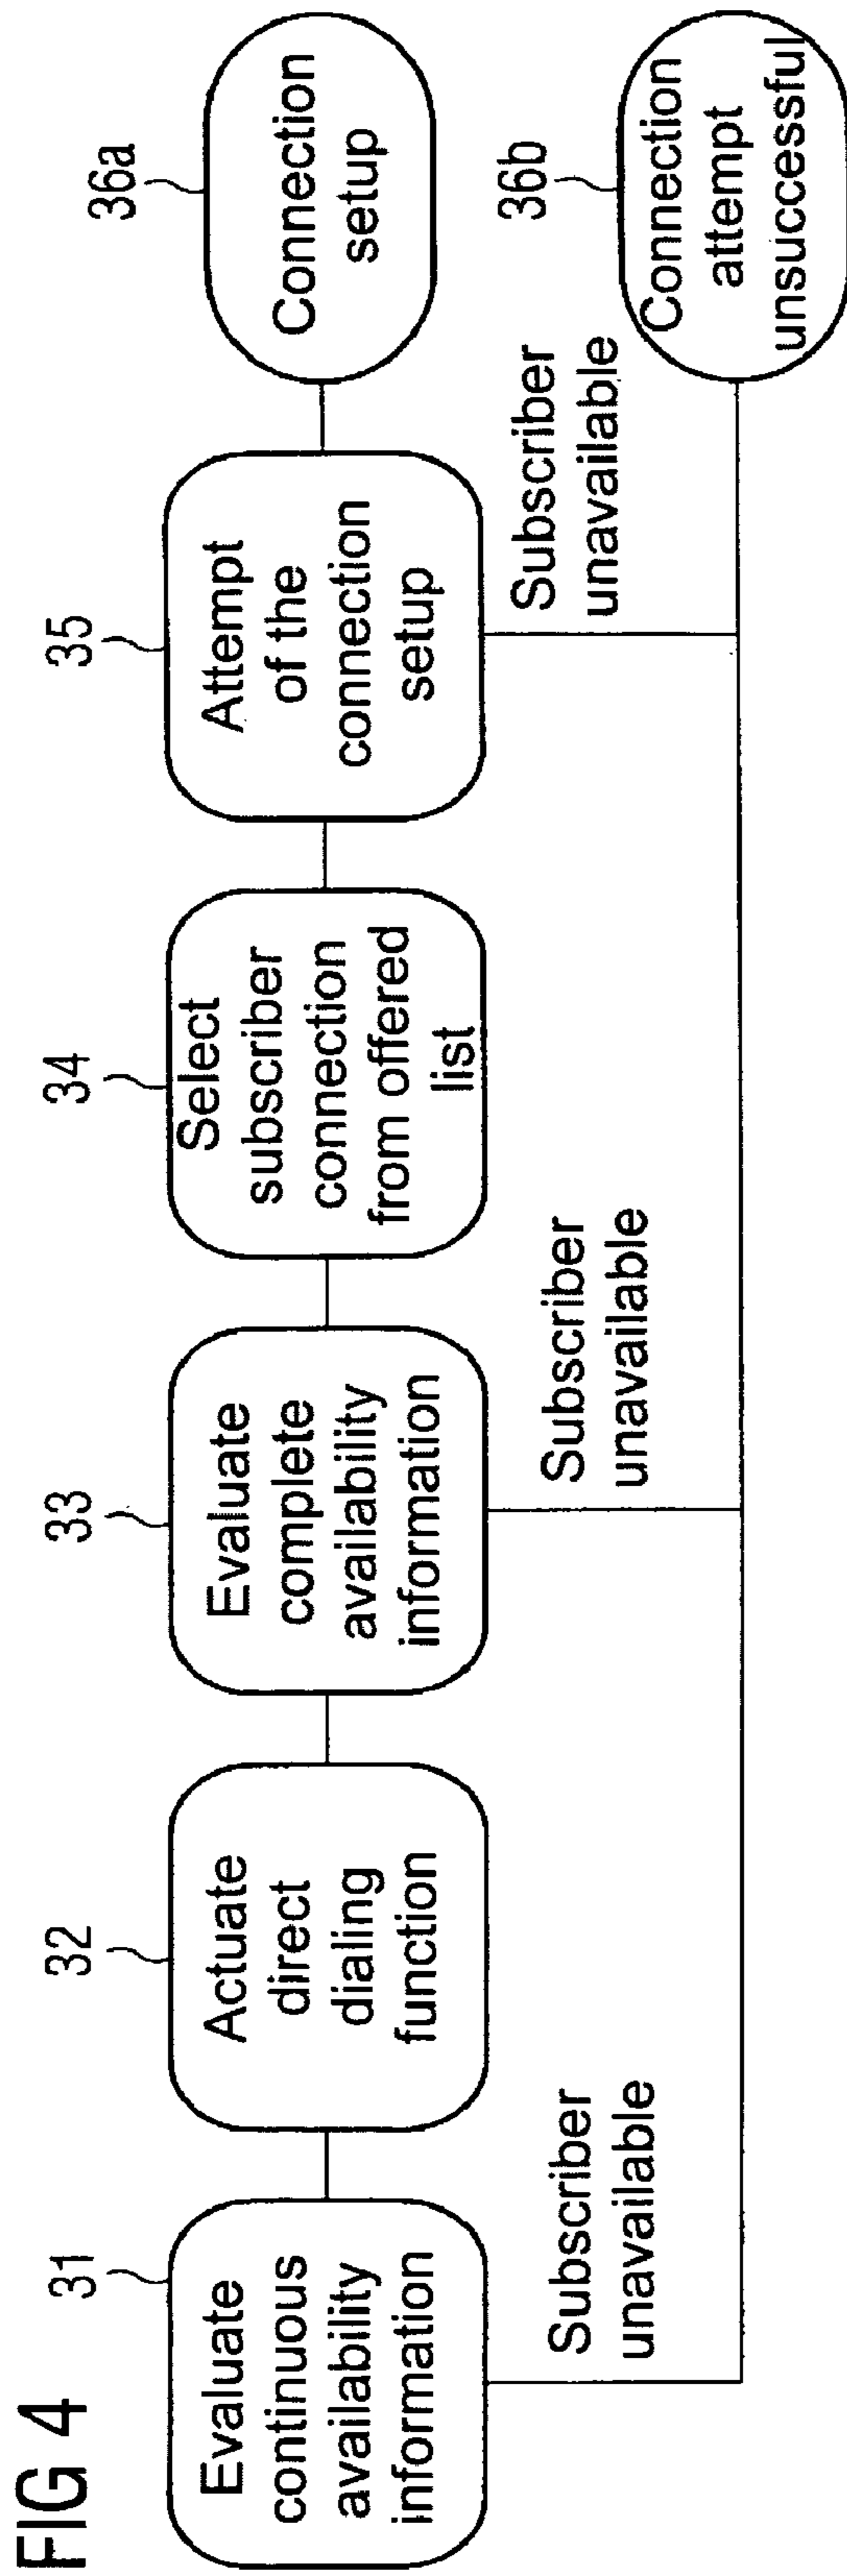 FIG 4
31
Evaluate
continuous
availability
information
32
Actuate
direct
dialing
function
33
Evaluate
complete
availability
information
34
Select
subscriber
connection
from offered
list
35
Attempt
of the
connection
setup
36a
Connection
setup
Subscriber
unavailable
Subscriber
unavailable
Subscriber
unavailable
36b
Connection
attempt
unsuccessful